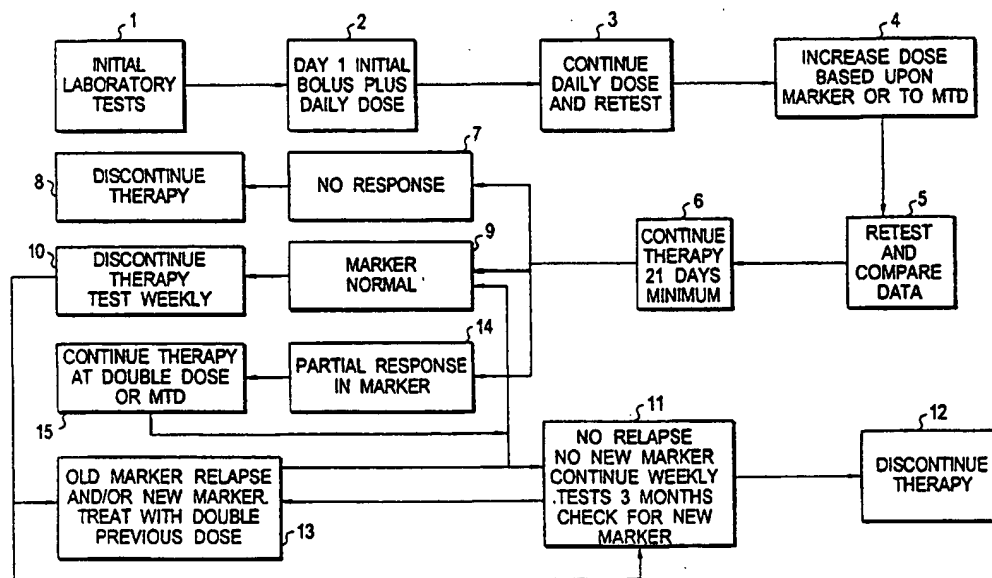 1
INITIAL
LABORATORY
TESTS
2
DAY 1 INITIAL
BOLUS PLUS
DAILY DOSE
3
CONTINUE
DAILY DOSE
AND RETEST
4
INCREASE DOSE
BASED UPON
MARKER OR TO MTD
5
RETEST
AND
COMPARE
DATA
6
CONTINUE
THERAPY
21 DAYS
MINIMUM
7
NO RESPONSE
8
DISCONTINUE
THERAPY
9
MARKER
NORMAL
10
DISCONTINUE
THERAPY
TEST WEEKLY
14
PARTIAL RESPONSE
IN MARKER
CONTINUE THERAPY
AT DOUBLE DOSE
OR MTD
15
11
NO RELAPSE
NO NEW MARKER
CONTINUE WEEKLY
.TESTS 3 MONTHS
CHECK FOR NEW
MARKER
12
DISCONTINUE
THERAPY
OLD MARKER RELAPSE
AND/OR NEW MARKER.
TREAT WITH DOUBLE
PREVIOUS DOSE
13